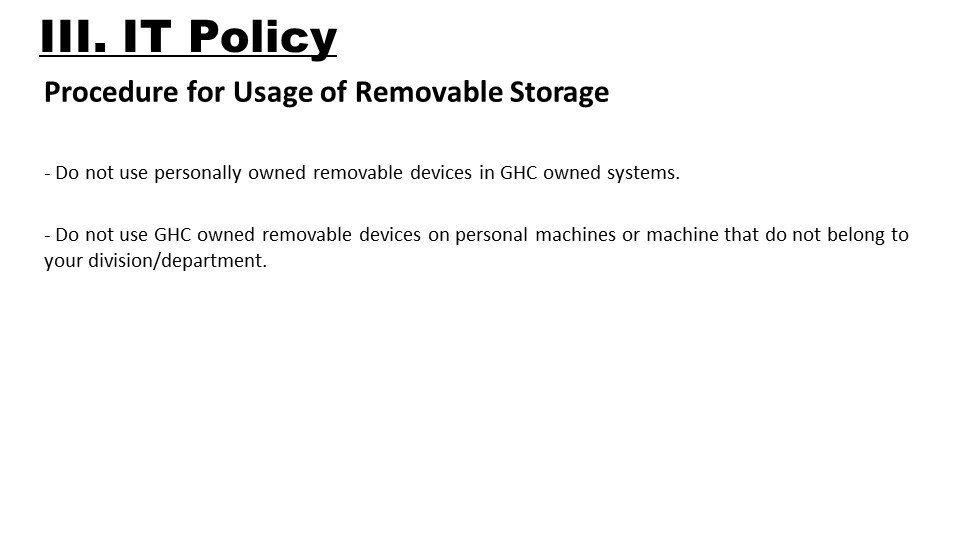 III. IT Policy
Procedure for Usage of Removable Storage
- Do not use personally owned removable devices in GHC owned systems.
- Do not use GHC owned removable devices on personal machines or machine that do not belong to
your division/department.